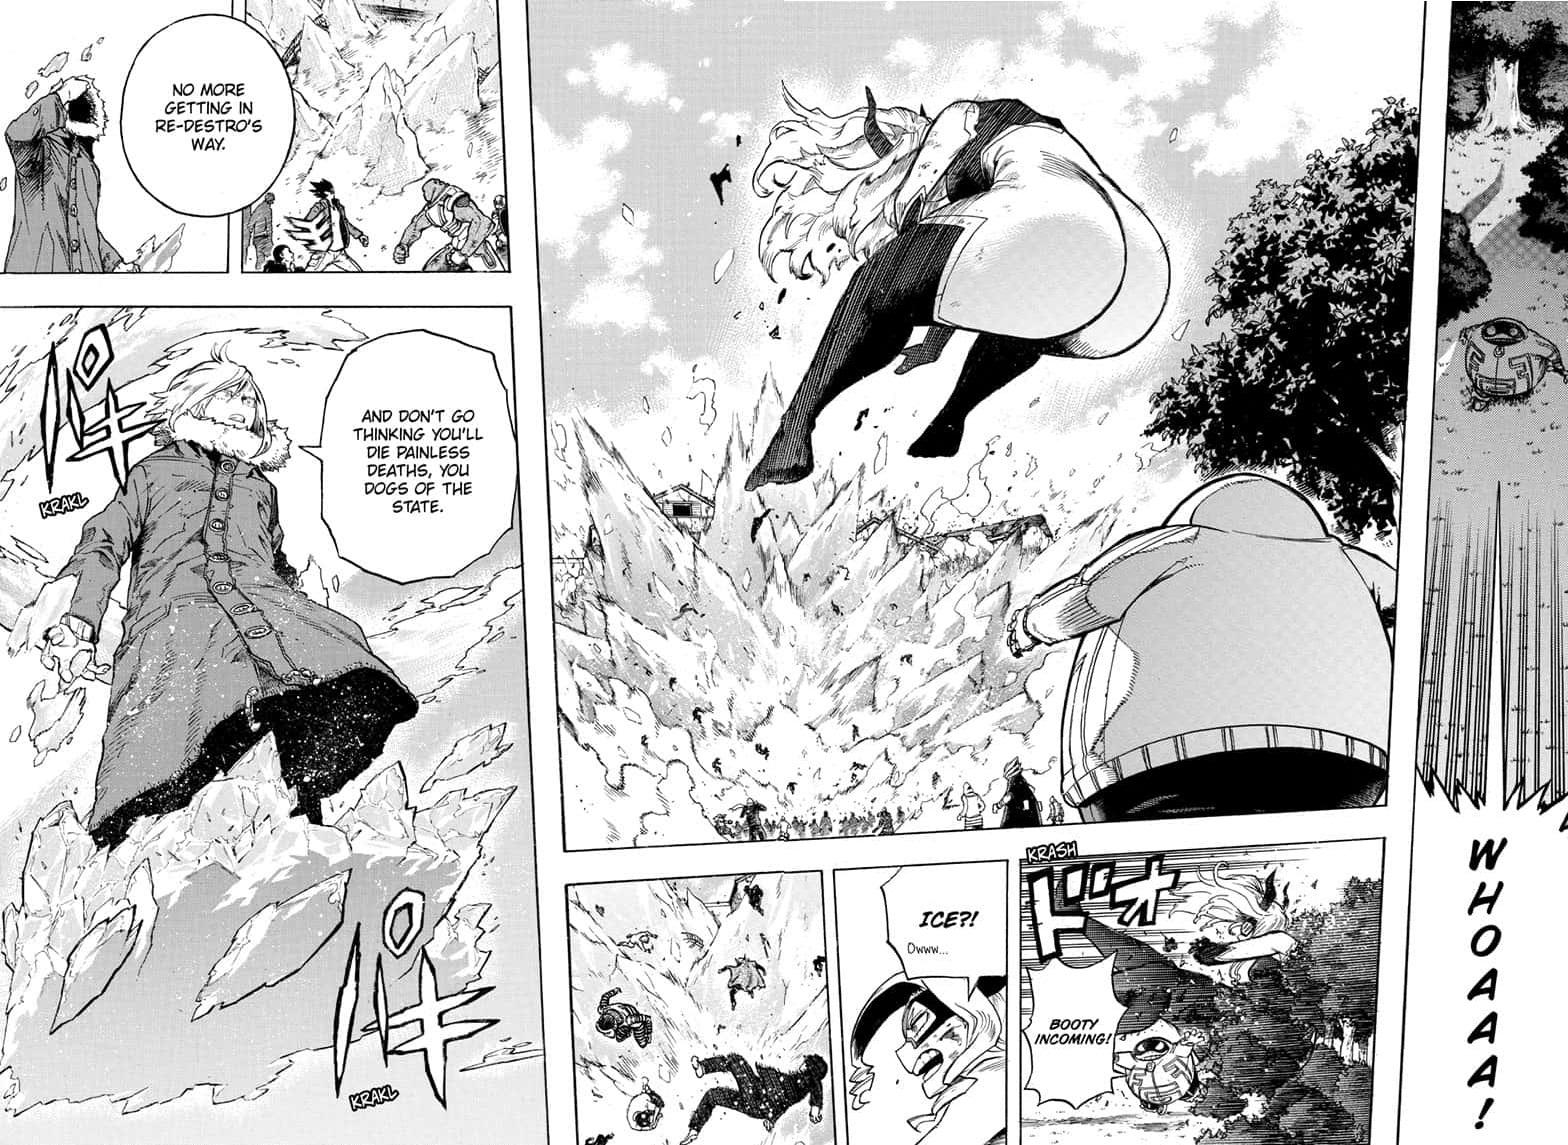 WHOAAAA!
ドオォ
KRASH
BOOTY
INCOMING!
ICE?!
Owww...
NO MORE
GETTING IN
RE-DESTRO'S
WAY.
パキ
KRAKL
AND DON'T GO
THINKING YOU'LL
DIE PAINLESS
DEATHS, YOU
DOGS OF THE
STATE.
パキ
KRAKL